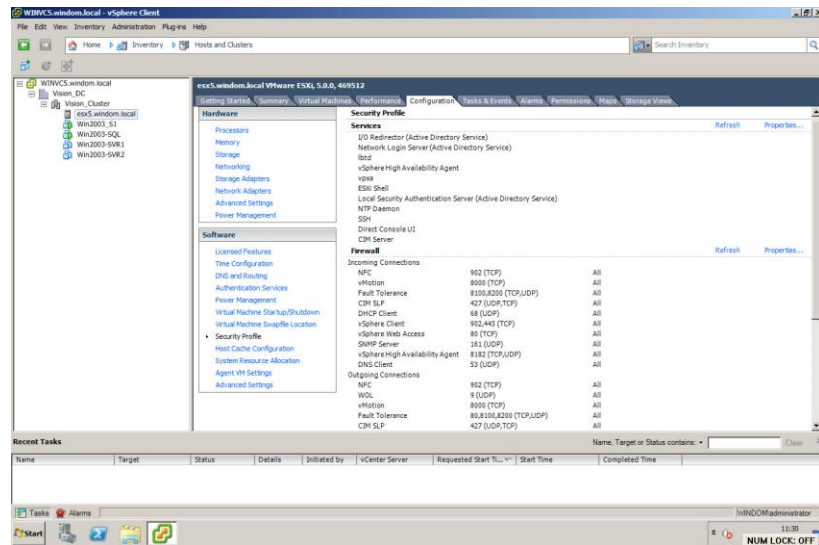 WINVC5.windom.local - vSphere Client
File Edit View Inventory Administration Plug-ins Help
Home Inventory Hosts and Clusters
Search Inventory
WINVC5.windom.local
Vision_DC
Vision_Cluster
esx5.windom.local
Win2003_S1
Win2003-SQL
Win2003-SVR1
Win2003-SVR2
esx5.windom.local VMware ESXi, 5.0.0, 469512
Getting Started Summary Virtual Machines Performance Configuration Tasks & Events Alarms Permissions Maps Storage Views
Hardware
Processors
Memory
Storage
Networking
Storage Adapters
Network Adapters
Advanced Settings
Power Management
Software
Licensed Features
Time Configuration
DNS and Routing
Authentication Services
Power Management
Virtual Machine Startup/Shutdown
Virtual Machine Swapfile Location
Security Profile
Host Cache Configuration
System Resource Allocation
Agent VM Settings
Advanced Settings
Security Profile
Services Refresh Properties...
I/O Redirector (Active Directory Service)
Network Login Server (Active Directory Service)
lbtd
vSphere High Availability Agent
vpxa
ESXi Shell
Local Security Authentication Server (Active Directory Service)
NTP Daemon
SSH
Direct Console UI
CIM Server
Firewall Refresh Properties...
Incoming Connections
NFC 902 (TCP) All
vMotion 8000 (TCP) All
Fault Tolerance 8100,8200 (TCP,UDP) All
CIM SLP 427 (UDP,TCP) All
DHCP Client 68 (UDP) All
vSphere Client 902,443 (TCP) All
vSphere Web Access 80 (TCP) All
SNMP Server 161 (UDP) All
vSphere High Availability Agent 8182 (TCP,UDP) All
DNS Client 53 (UDP) All
Outgoing Connections
NFC 902 (TCP) All
WOL 9 (UDP) All
vMotion 8000 (TCP) All
Fault Tolerance 80,8100,8200 (TCP,UDP) All
CIM SLP 427 (UDP,TCP) All
Recent Tasks Name, Target or Status contains: Clear
Name Target Status Details Initiated by vCenter Server Requested Start Ti... Start Time Completed Time
Tasks Alarms WINDOM\administrator
Start 11:30
NUM LOCK: OFF